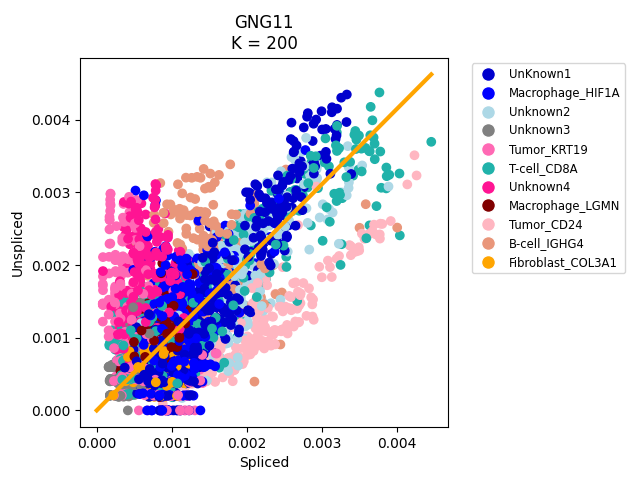 GNG11
K = 200
Unspliced
0.004
0.003
0.002
0.001
0.000
0.000 0.001 0.002 0.003 0.004
Spliced
UnKnown1
Macrophage_HIF1A
Unknown2
Unknown3
Tumor_KRT19
T-cell_CD8A
Unknown4
Macrophage_LGMN
Tumor_CD24
B-cell_IGHG4
Fibroblast_COL3A1